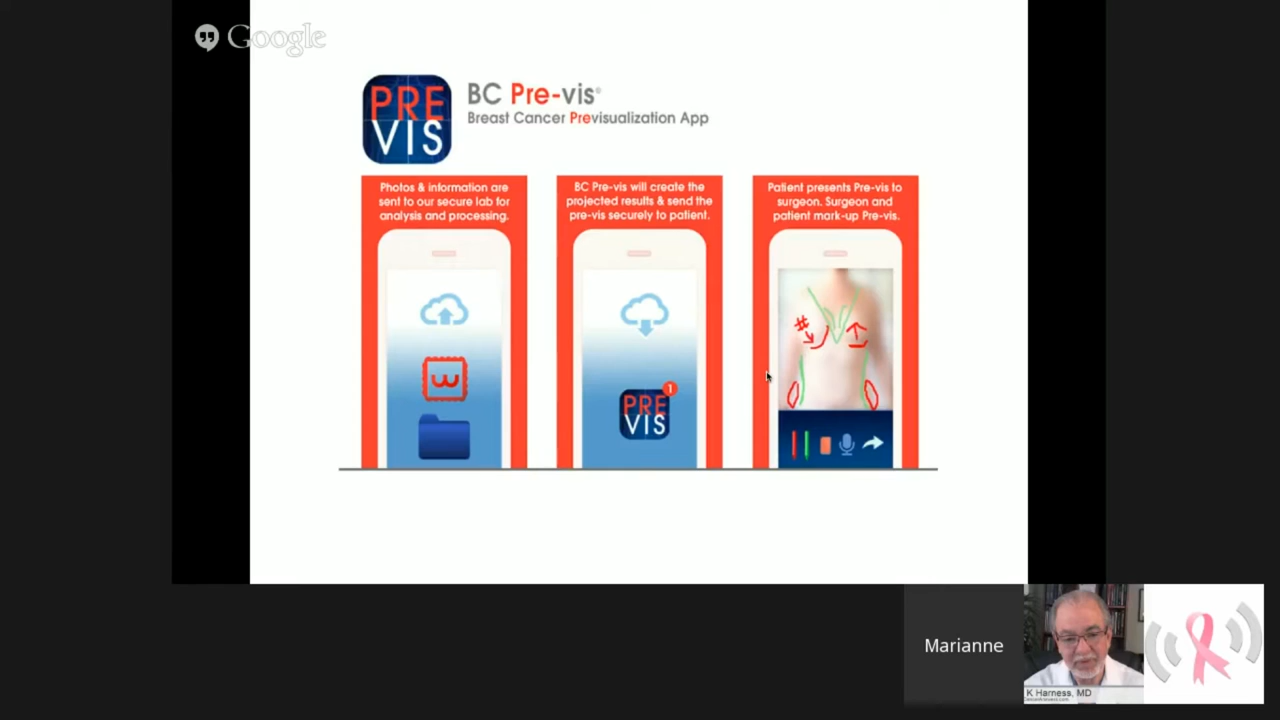 Google
PRE
VIS
BC Pre-vis®
Breast Cancer Previsualization App
Photos & information are
sent to our secure lab for
analysis and processing.
BC Pre-vis will create the
projected results & send the
pre-vis securely to patient.
Patient presents Pre-vis to
surgeon. Surgeon and
patient mark-up Pre-vis.
#
1
PRE
VIS
Marianne
K Harness, MD